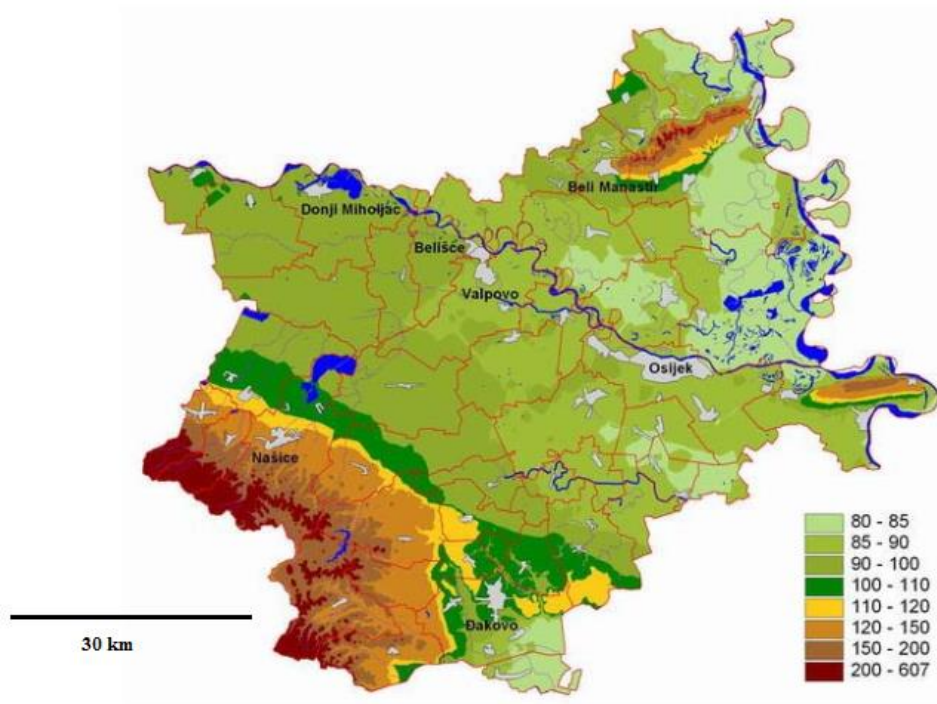 Beli Manastir
Donji Miholjac
Belišće
Valpovo
Osijek
Našice
Đakovo
80 - 85
85 - 90
90 - 100
100 - 110
110 - 120
120 - 150
150 - 200
200 - 607
30 km